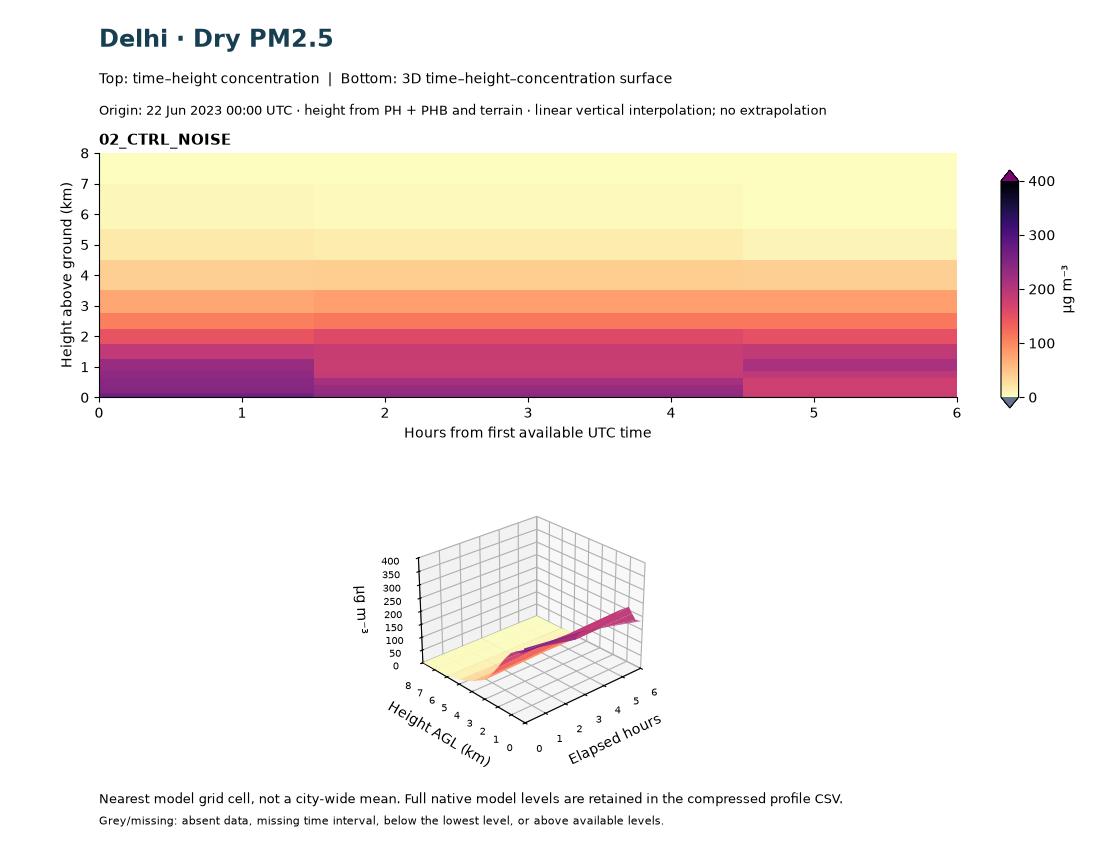 Delhi · Dry PM2.5
Top: time–height concentration | Bottom: 3D time–height–concentration surface
Origin: 22 Jun 2023 00:00 UTC · height from PH + PHB and terrain · linear vertical interpolation; no extrapolation
02_CTRL_NOISE
8
7
6
5
4
3
2
1
0
Height above ground (km)
0 1 2 3 4 5 6
Hours from first available UTC time
400
300
200
100
0
µg m⁻³
400
350
300
250
200
150
100
50
0
µg m⁻³
8 7 6 5 4 3 2 1 0
Height AGL (km)
0 1 2 3 4 5 6
Elapsed hours
Nearest model grid cell, not a city-wide mean. Full native model levels are retained in the compressed profile CSV.
Grey/missing: absent data, missing time interval, below the lowest level, or above available levels.